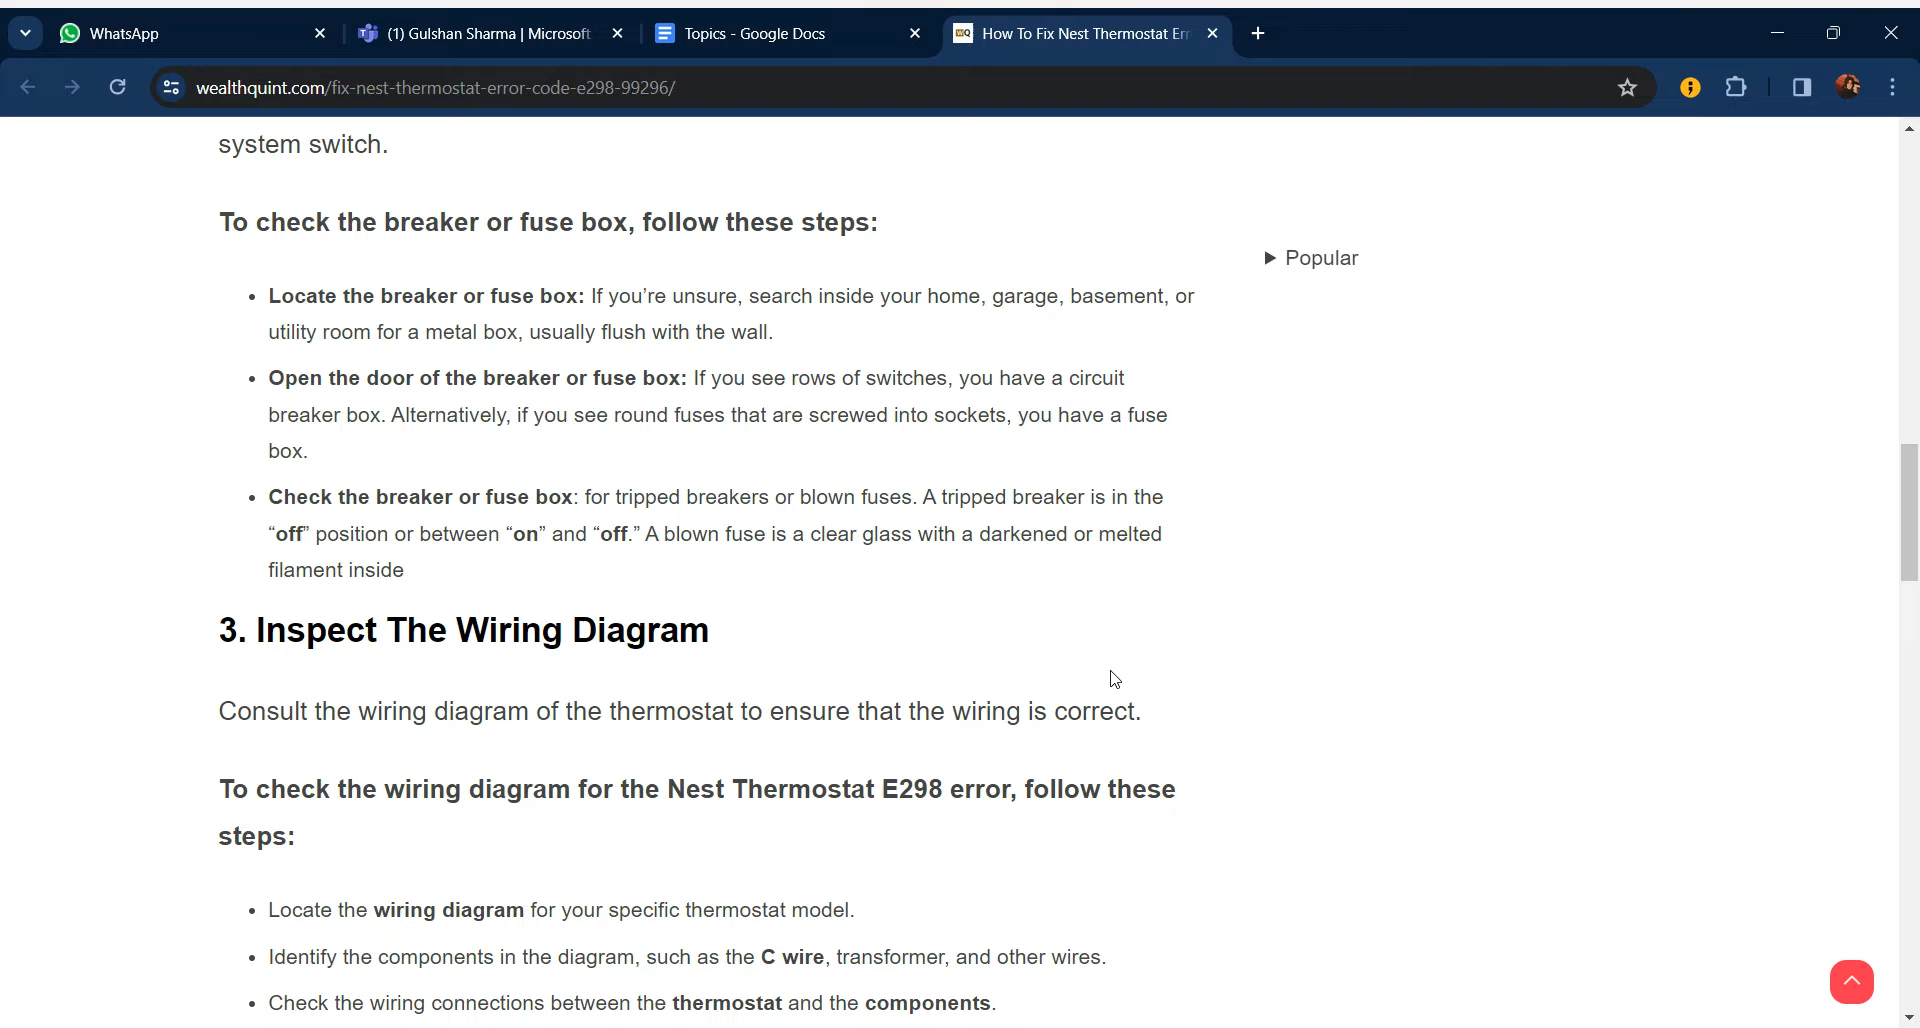 WhatsApp
(1) Gulshan Sharma | Microsoft
Topics - Google Docs
How To Fix Nest Thermostat Err
wealthquint.com/fix-nest-thermostat-error-code-e298-99296/
system switch.
To check the breaker or fuse box, follow these steps:
Popular
• Locate the breaker or fuse box: If you're unsure, search inside your home, garage, basement, or
utility room for a metal box, usually flush with the wall.
• Open the door of the breaker or fuse box: If you see rows of switches, you have a circuit
breaker box. Alternatively, if you see round fuses that are screwed into sockets, you have a fuse
box.
• Check the breaker or fuse box: for tripped breakers or blown fuses. A tripped breaker is in the
“off” position or between “on” and “off.” A blown fuse is a clear glass with a darkened or melted
filament inside
3. Inspect The Wiring Diagram
Consult the wiring diagram of the thermostat to ensure that the wiring is correct.
To check the wiring diagram for the Nest Thermostat E298 error, follow these
steps:
• Locate the wiring diagram for your specific thermostat model.
• Identify the components in the diagram, such as the C wire, transformer, and other wires.
• Check the wiring connections between the thermostat and the components.